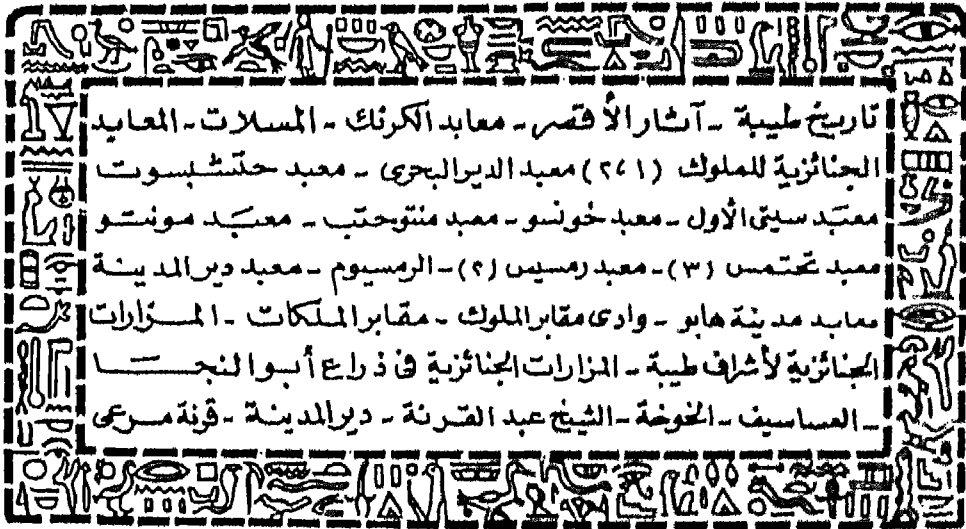 تاريخ طيبة - آثار الأقصر - معابد الكرنك - المسلات - المعابد
الجنائزية للملوك (٢٤١) معبد الدير البحرى - معبد حتشبسوت
معبد سيتى الأول - معبد خونسو - معبد منتوحتب - معبد مونتو
معبد تحتمس (٣) - معبد رمسيس (٢) - الرمسيوم - معبد دير المدينة
معابد مدينة هابو - وادى مقابر الملوك - مقابر الملكات - المزارات
الجنائزية لأشراف طيبة - المزارات الجنائزية فى ذراع أبو النجا
- العساسيف - الخوخة - الشيخ عبد القرنة - دير المدينة - قرنة مرعى